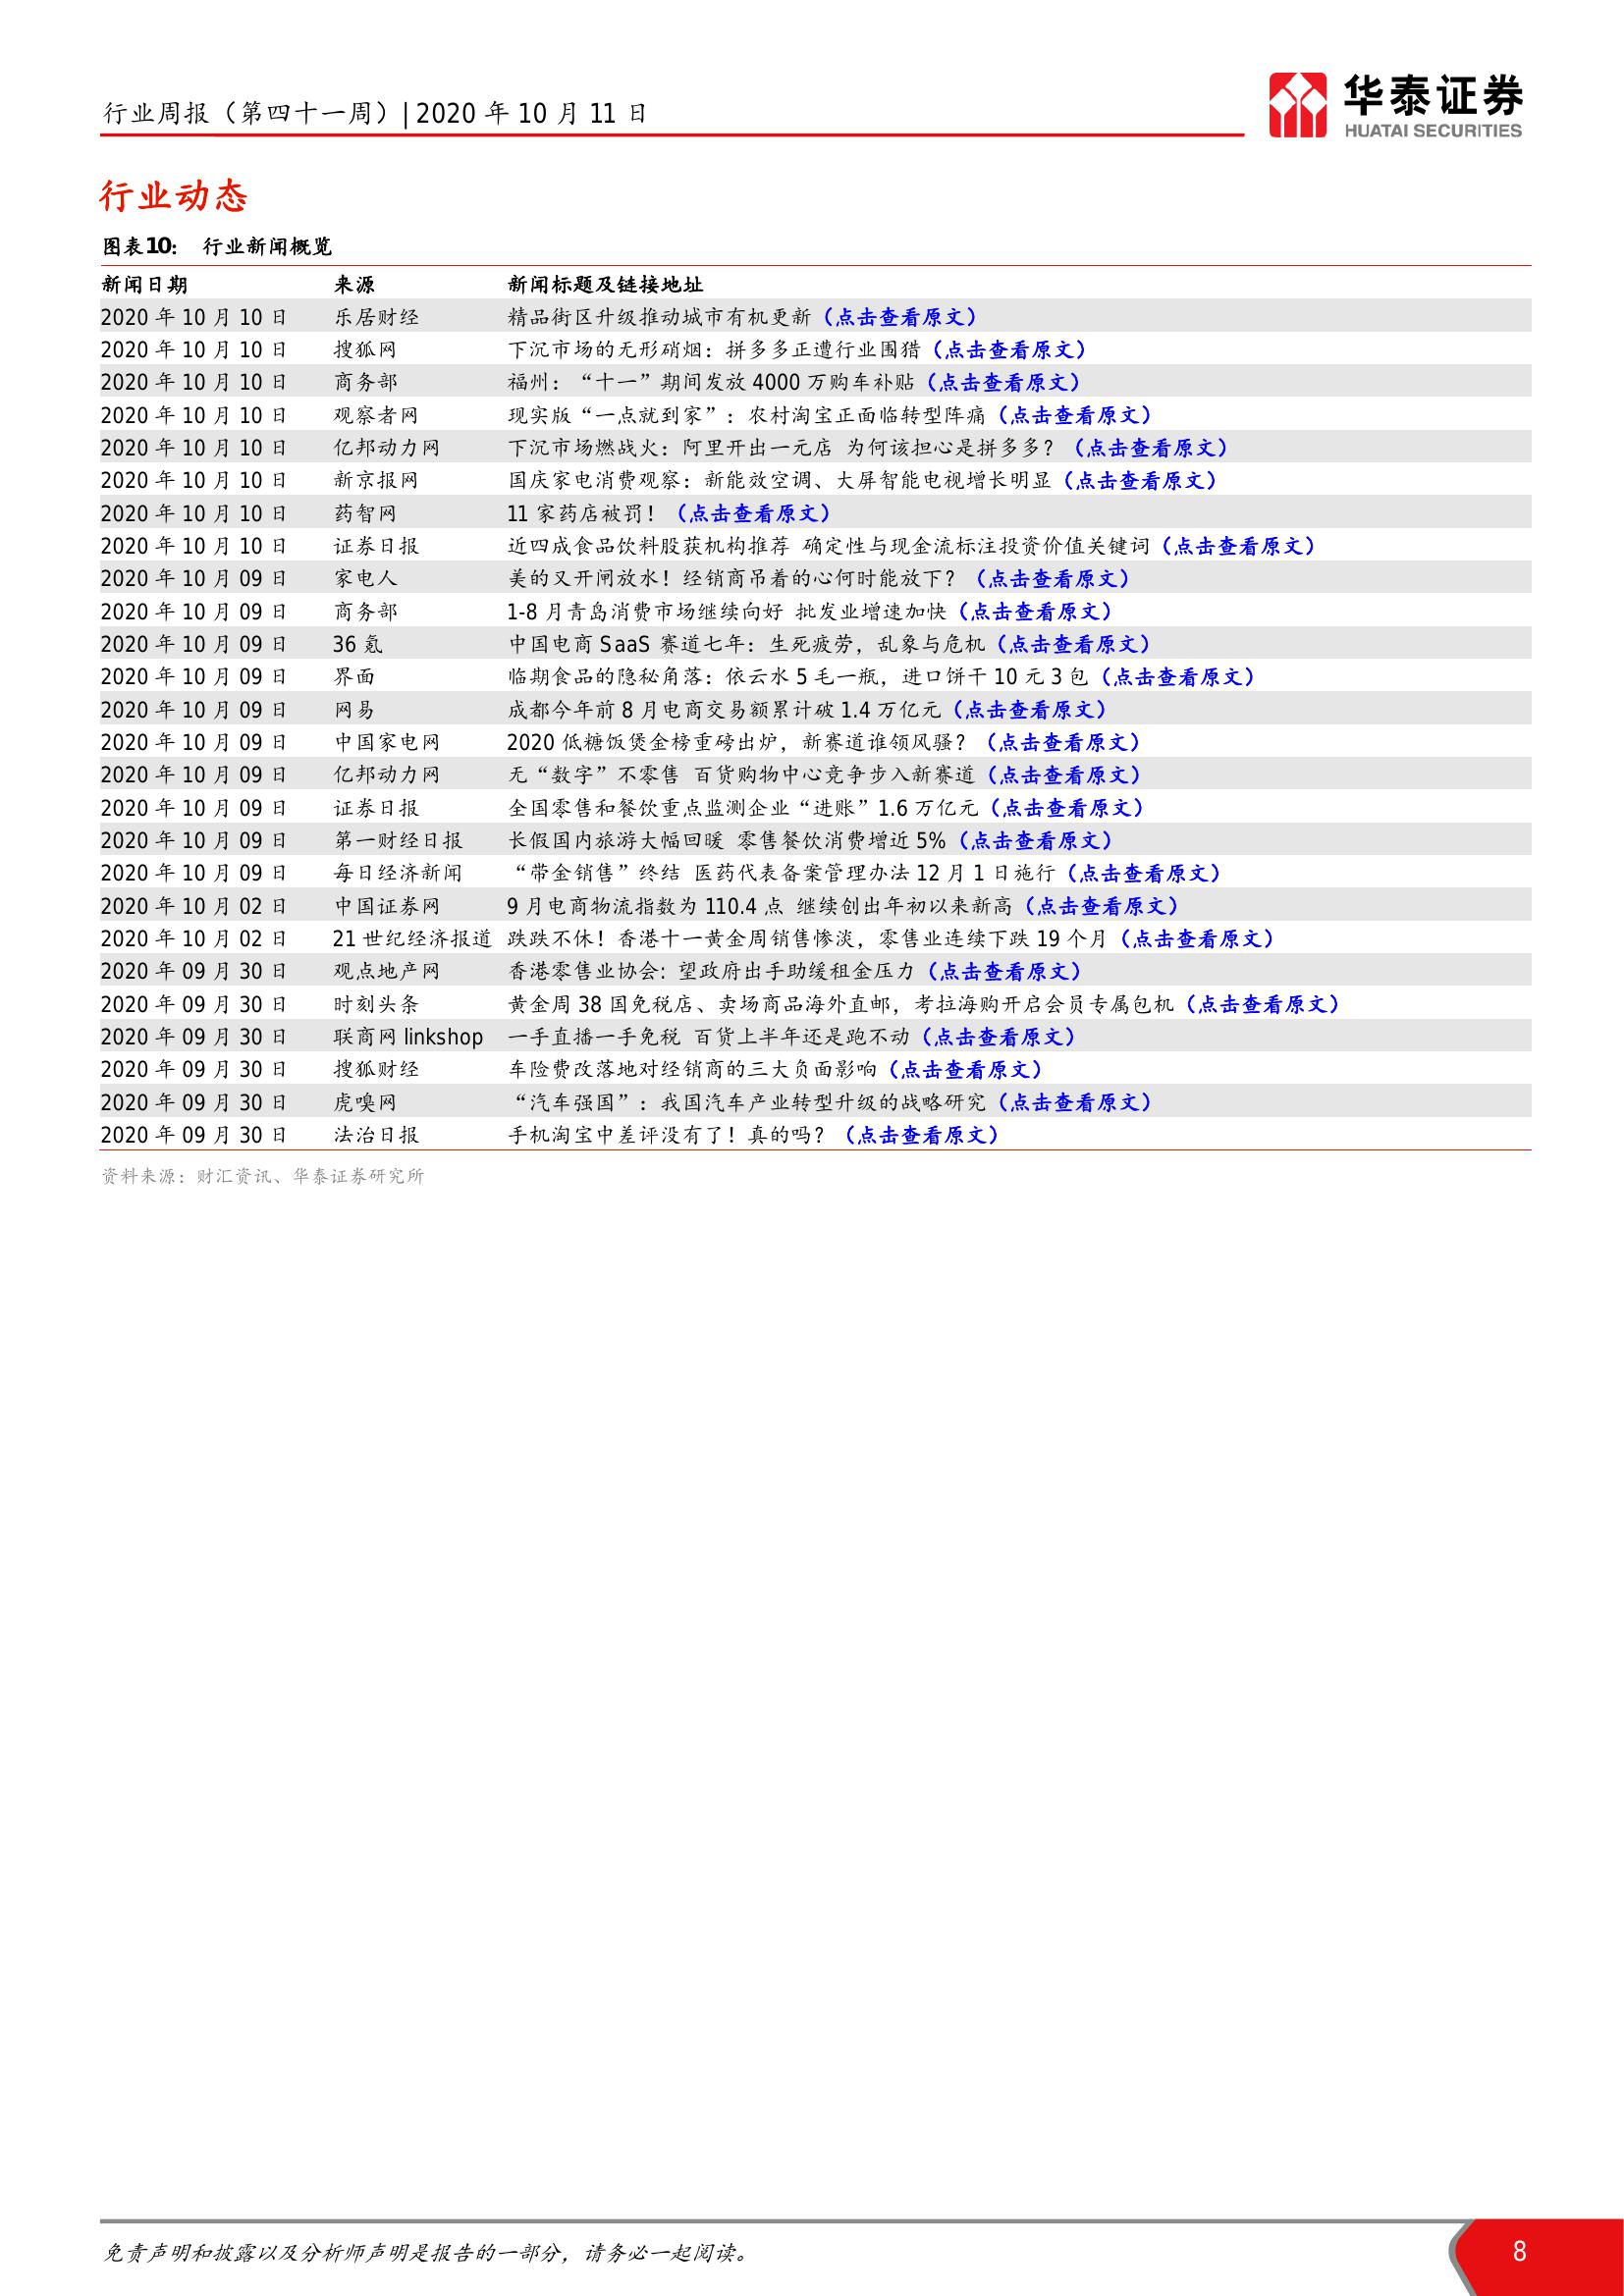 行业周报（第四十一周）| 2020 年 10 月 11 日
华泰证券
HUATAI SECURITIES
行业动态
图表10： 行业新闻概览
新闻日期 来源 新闻标题及链接地址
2020 年 10 月 10 日 乐居财经 精品街区升级推动城市有机更新（点击查看原文）
2020 年 10 月 10 日 搜狐网 下沉市场的无形硝烟：拼多多正遭行业围猎（点击查看原文）
2020 年 10 月 10 日 商务部 福州：“十一”期间发放 4000 万购车补贴（点击查看原文）
2020 年 10 月 10 日 观察者网 现实版“一点就到家”：农村淘宝正面临转型阵痛（点击查看原文）
2020 年 10 月 10 日 亿邦动力网 下沉市场燃战火：阿里开出一元店 为何该担心是拼多多？（点击查看原文）
2020 年 10 月 10 日 新京报网 国庆家电消费观察：新能效空调、大屏智能电视增长明显（点击查看原文）
2020 年 10 月 10 日 药智网 11 家药店被罚！（点击查看原文）
2020 年 10 月 10 日 证券日报 近四成食品饮料股获机构推荐 确定性与现金流标注投资价值关键词（点击查看原文）
2020 年 10 月 09 日 家电人 美的又开闸放水！经销商吊着的心何时能放下？（点击查看原文）
2020 年 10 月 09 日 商务部 1-8 月青岛消费市场继续向好 批发业增速加快（点击查看原文）
2020 年 10 月 09 日 36 氪 中国电商 SaaS 赛道七年：生死疲劳，乱象与危机（点击查看原文）
2020 年 10 月 09 日 界面 临期食品的隐秘角落：依云水 5 毛一瓶，进口饼干 10 元 3 包（点击查看原文）
2020 年 10 月 09 日 网易 成都今年前 8 月电商交易额累计破 1.4 万亿元（点击查看原文）
2020 年 10 月 09 日 中国家电网 2020 低糖饭煲金榜重磅出炉，新赛道谁领风骚？（点击查看原文）
2020 年 10 月 09 日 亿邦动力网 无“数字”不零售 百货购物中心竞争步入新赛道（点击查看原文）
2020 年 10 月 09 日 证券日报 全国零售和餐饮重点监测企业“进账”1.6 万亿元（点击查看原文）
2020 年 10 月 09 日 第一财经日报 长假国内旅游大幅回暖 零售餐饮消费增近 5%（点击查看原文）
2020 年 10 月 09 日 每日经济新闻 “带金销售”终结 医药代表备案管理办法 12 月 1 日施行（点击查看原文）
2020 年 10 月 02 日 中国证券网 9 月电商物流指数为 110.4 点 继续创出年初以来新高（点击查看原文）
2020 年 10 月 02 日 21 世纪经济报道 跌跌不休！香港十一黄金周销售惨淡，零售业连续下跌 19 个月（点击查看原文）
2020 年 09 月 30 日 观点地产网 香港零售业协会：望政府出手助缓租金压力（点击查看原文）
2020 年 09 月 30 日 时刻头条 黄金周 38 国免税店、卖场商品海外直邮，考拉海购开启会员专属包机（点击查看原文）
2020 年 09 月 30 日 联商网 linkshop 一手直播一手免税 百货上半年还是跑不动（点击查看原文）
2020 年 09 月 30 日 搜狐财经 车险费改落地对经销商的三大负面影响（点击查看原文）
2020 年 09 月 30 日 虎嗅网 “汽车强国”：我国汽车产业转型升级的战略研究（点击查看原文）
2020 年 09 月 30 日 法治日报 手机淘宝中差评没有了！真的吗？（点击查看原文）
资料来源：财汇资讯、华泰证券研究所
免责声明和披露以及分析师声明是报告的一部分，请务必一起阅读。
8